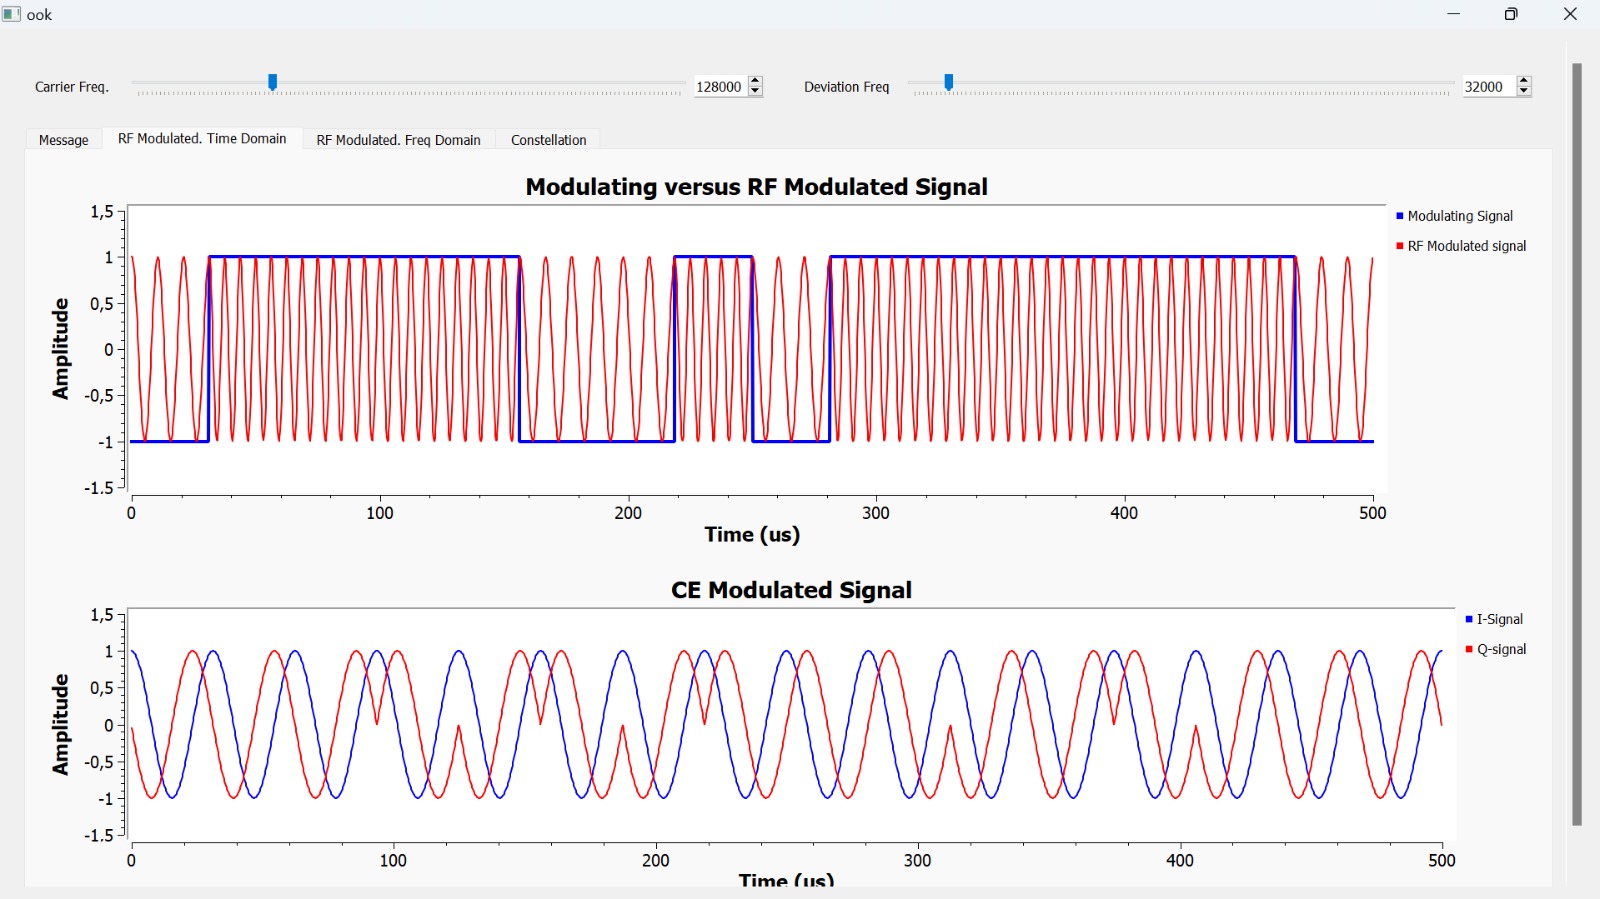 ook
Carrier Freq. 128000 Deviation Freq 32000
Message RF Modulated. Time Domain RF Modulated. Freq Domain Constellation
Modulating versus RF Modulated Signal
1,5
1
0,5
0
-0,5
-1
-1.5
Amplitude
Modulating Signal
RF Modulated signal
0 100 200 300 400 500
Time (us)
CE Modulated Signal
1,5
1
0,5
0
-0,5
-1
-1.5
Amplitude
I-Signal
Q-signal
0 100 200 300 400 500
Time (us)